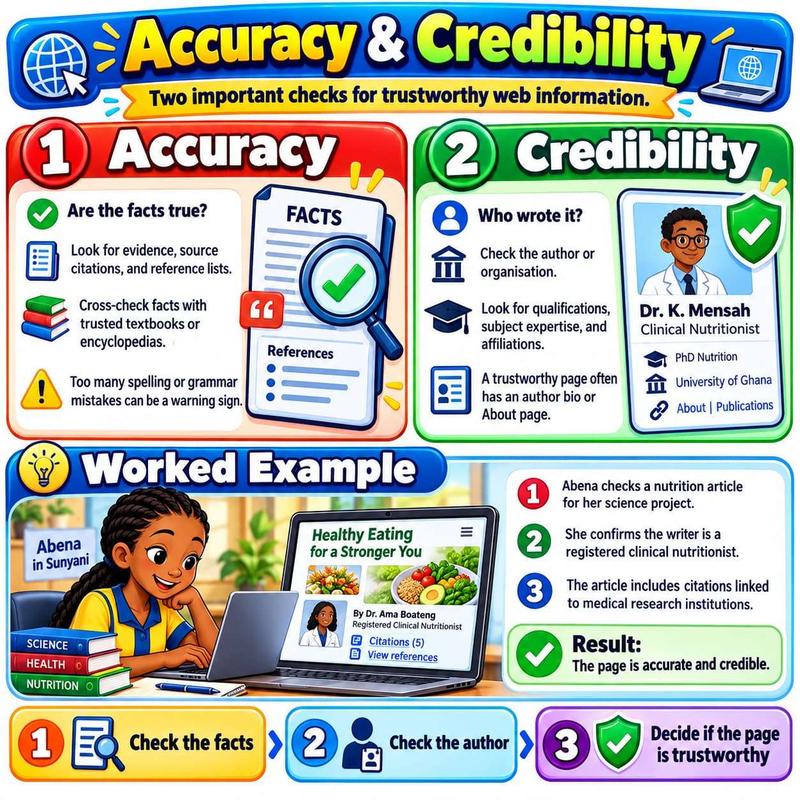 Accuracy & Credibility
Two important checks for trustworthy web information.
1 Accuracy
Are the facts true?
Look for evidence, source
citations, and reference lists.
Cross-check facts with
trusted textbooks or
encyclopedias.
Too many spelling or grammar
mistakes can be a warning sign.
FACTS
References
2 Credibility
Who wrote it?
Check the author or
organisation.
Look for qualifications,
subject expertise, and
affiliations.
A trustworthy page often
has an author bio or
About page.
Dr. K. Mensah
Clinical Nutritionist
PhD Nutrition
University of Ghana
About | Publications
Worked Example
Abena
in Sunyani
SCIENCE
HEALTH
NUTRITION
Healthy Eating
for a Stronger You
By Dr. Ama Boateng
Registered Clinical Nutritionist
Citations (5)
View references
1 Abena checks a nutrition article
for her science project.
2 She confirms the writer is a
registered clinical nutritionist.
3 The article includes citations linked
to medical research institutions.
Result:
The page is accurate and credible.
1 Check the facts
2 Check the author
3 Decide if the page
is trustworthy